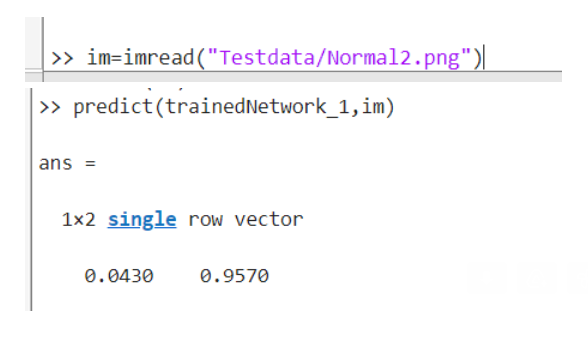 >> im=imread("Testdata/Normal2.png")
>> predict(trainedNetwork_1,im)
ans =
1×2 single row vector
0.0430 0.9570